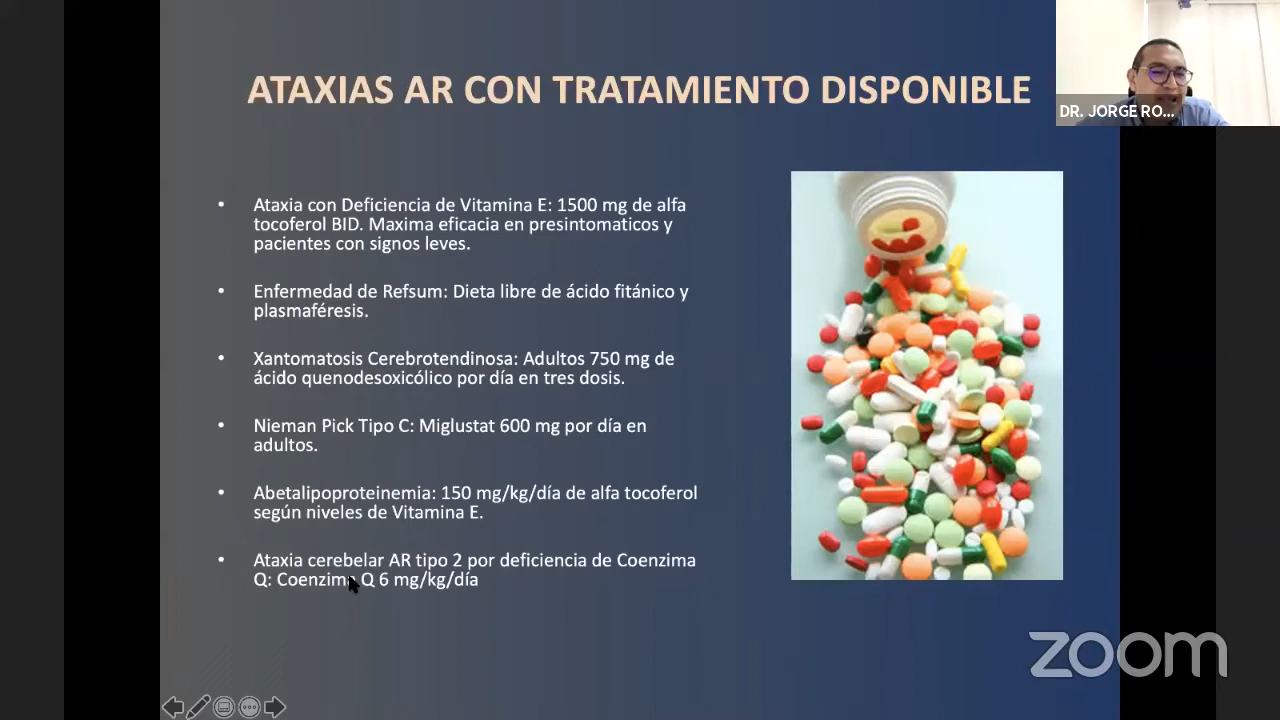 ATAXIAS AR CON TRATAMIENTO DISPONIBLE
DR. JORGE RO...
• Ataxia con Deficiencia de Vitamina E: 1500 mg de alfa
tocoferol BID. Maxima eficacia en presintomaticos y
pacientes con signos leves.
• Enfermedad de Refsum: Dieta libre de ácido fitánico y
plasmaféresis.
• Xantomatosis Cerebrotendinosa: Adultos 750 mg de
ácido quenodesoxicólico por día en tres dosis.
• Nieman Pick Tipo C: Miglustat 600 mg por día en
adultos.
• Abetalipoproteinemia: 150 mg/kg/día de alfa tocoferol
según niveles de Vitamina E.
• Ataxia cerebelar AR tipo 2 por deficiencia de Coenzima
Q: Coenzima Q 6 mg/kg/día
zoom